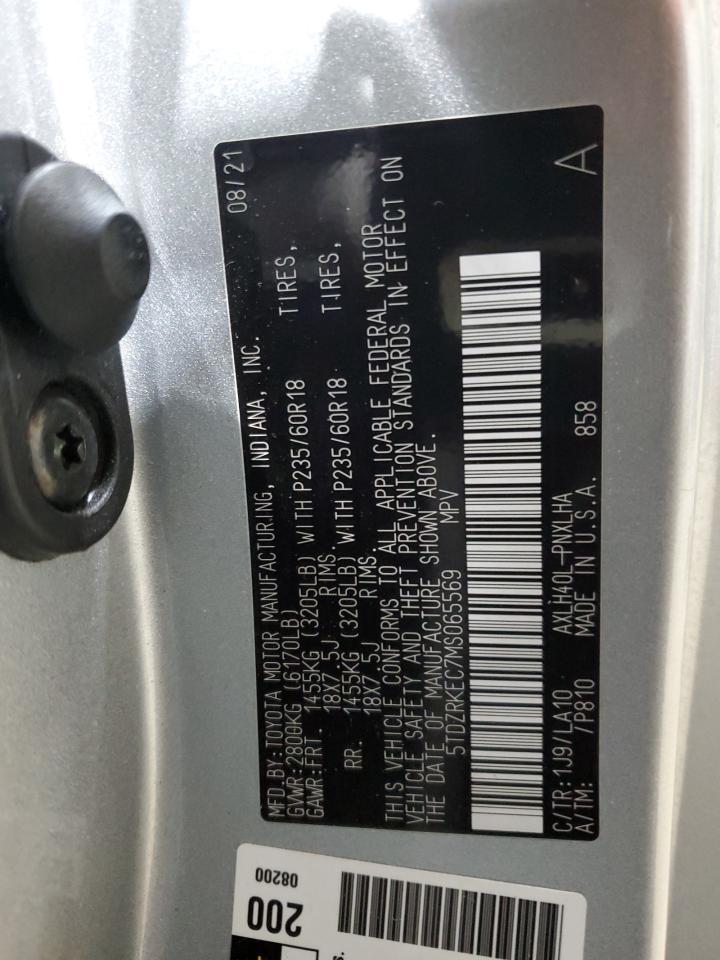 MFD.BY:TOYOTA MOTOR MANUFACTURING, INDIANA, INC. 08/21
GVWR:2800KG (6170LB)
GAWR:FRT. 1455KG (3205LB) WITH P235/60R18 TIRES,
18X7.5J RIMS.
RR. 1455KG (3205LB) WITH P235/60R18 TIRES,
18X7.5J RIMS.
THIS VEHICLE CONFORMS TO ALL APPLICABLE FEDERAL MOTOR
VEHICLE SAFETY AND THEFT PREVENTION STANDARDS IN EFFECT ON
THE DATE OF MANUFACTURE SHOWN ABOVE.
5TDZRKEC7MS065569 MPV
C/TR:1J9/LA10 AXLH40L-PNXLHA
A/TM: /P810 MADE IN U.S.A. 858 A
200
08200